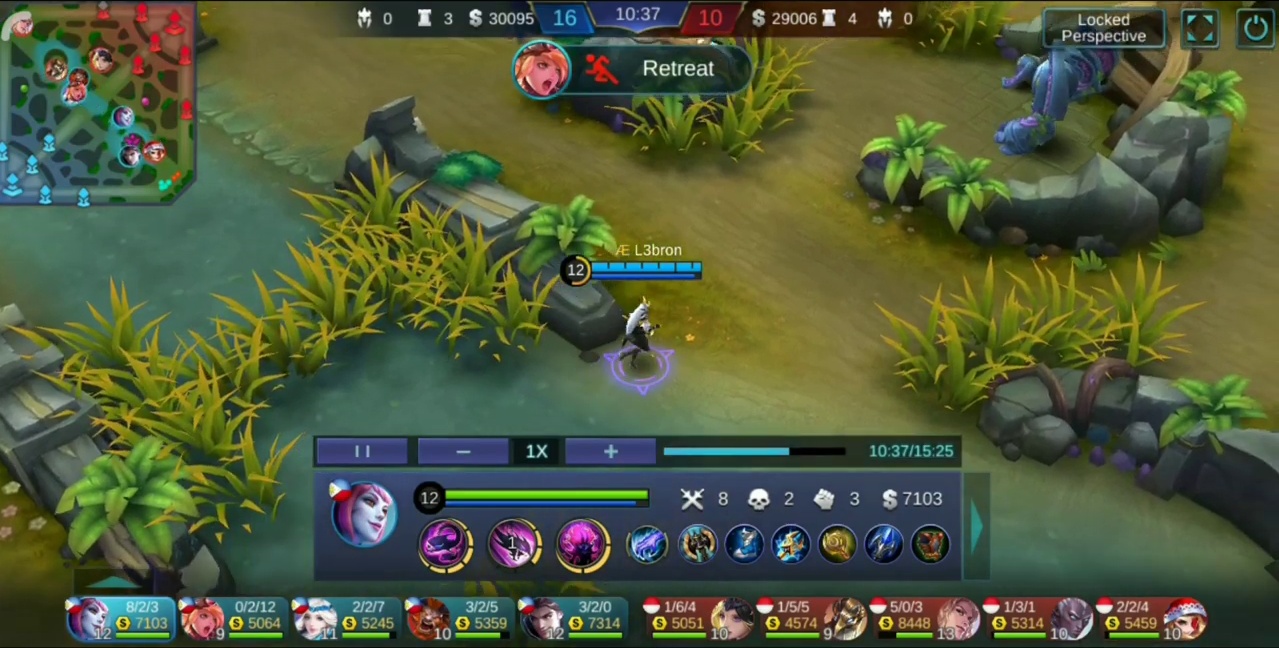 0 3 $ 30095 16 10:37 10 $ 29006 4 0
Locked
Perspective
Retreat
Æ L3bron
12
1X
10:37/15:25
12 8 2 3 $ 7103
1
8/2/3 0/2/12 2/2/7 3/2/5 3/2/0 1/6/4 1/5/5 5/0/3 1/3/1 2/2/4
7103 5064 5245 5359 7314 5051 4574 8448 5314 5459
12 9 11 10 12 10 9 13 10 10